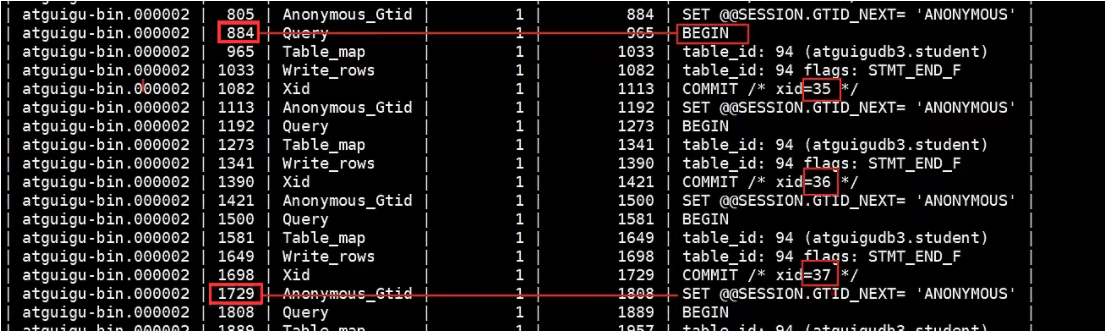 | atguigu-bin.000002 | 805 | Anonymous_Gtid | 1 | 884 | SET @@SESSION.GTID_NEXT= 'ANONYMOUS' |
| atguigu-bin.000002 | 884 | Query | 1 | 965 | BEGIN |
| atguigu-bin.000002 | 965 | Table_map | 1 | 1033 | table_id: 94 (atguigudb3.student) |
| atguigu-bin.000002 | 1033 | Write_rows | 1 | 1082 | table_id: 94 flags: STMT_END_F |
| atguigu-bin.000002 | 1082 | Xid | 1 | 1113 | COMMIT /* xid=35 */ |
| atguigu-bin.000002 | 1113 | Anonymous_Gtid | 1 | 1192 | SET @@SESSION.GTID_NEXT= 'ANONYMOUS' |
| atguigu-bin.000002 | 1192 | Query | 1 | 1273 | BEGIN |
| atguigu-bin.000002 | 1273 | Table_map | 1 | 1341 | table_id: 94 (atguigudb3.student) |
| atguigu-bin.000002 | 1341 | Write_rows | 1 | 1390 | table_id: 94 flags: STMT_END_F |
| atguigu-bin.000002 | 1390 | Xid | 1 | 1421 | COMMIT /* xid=36 */ |
| atguigu-bin.000002 | 1421 | Anonymous_Gtid | 1 | 1500 | SET @@SESSION.GTID_NEXT= 'ANONYMOUS' |
| atguigu-bin.000002 | 1500 | Query | 1 | 1581 | BEGIN |
| atguigu-bin.000002 | 1581 | Table_map | 1 | 1649 | table_id: 94 (atguigudb3.student) |
| atguigu-bin.000002 | 1649 | Write_rows | 1 | 1698 | table_id: 94 flags: STMT_END_F |
| atguigu-bin.000002 | 1698 | Xid | 1 | 1729 | COMMIT /* xid=37 */ |
| atguigu-bin.000002 | 1729 | Anonymous_Gtid | 1 | 1808 | SET @@SESSION.GTID_NEXT= 'ANONYMOUS' |
| atguigu-bin.000002 | 1808 | Query | 1 | 1889 | BEGIN |
| atguigu-bin.000002 | 1889 | Table_map | 1 | 1957 | table_id: 94 (atguigudb3.student) |